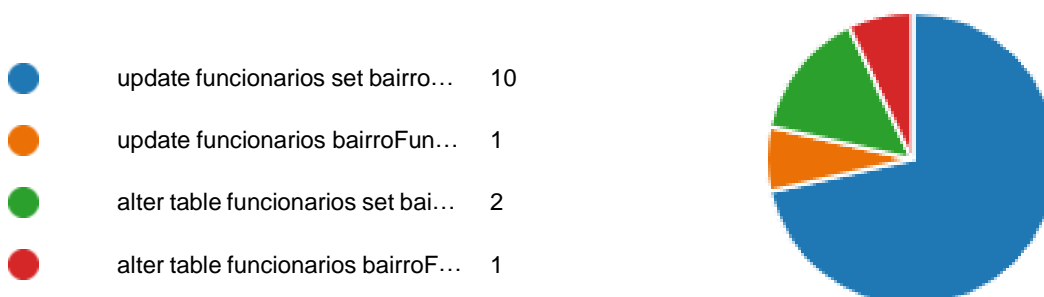 update funcionarios set bairro… 10
update funcionarios bairroFun… 1
alter table funcionarios set bai… 2
alter table funcionarios bairroF… 1